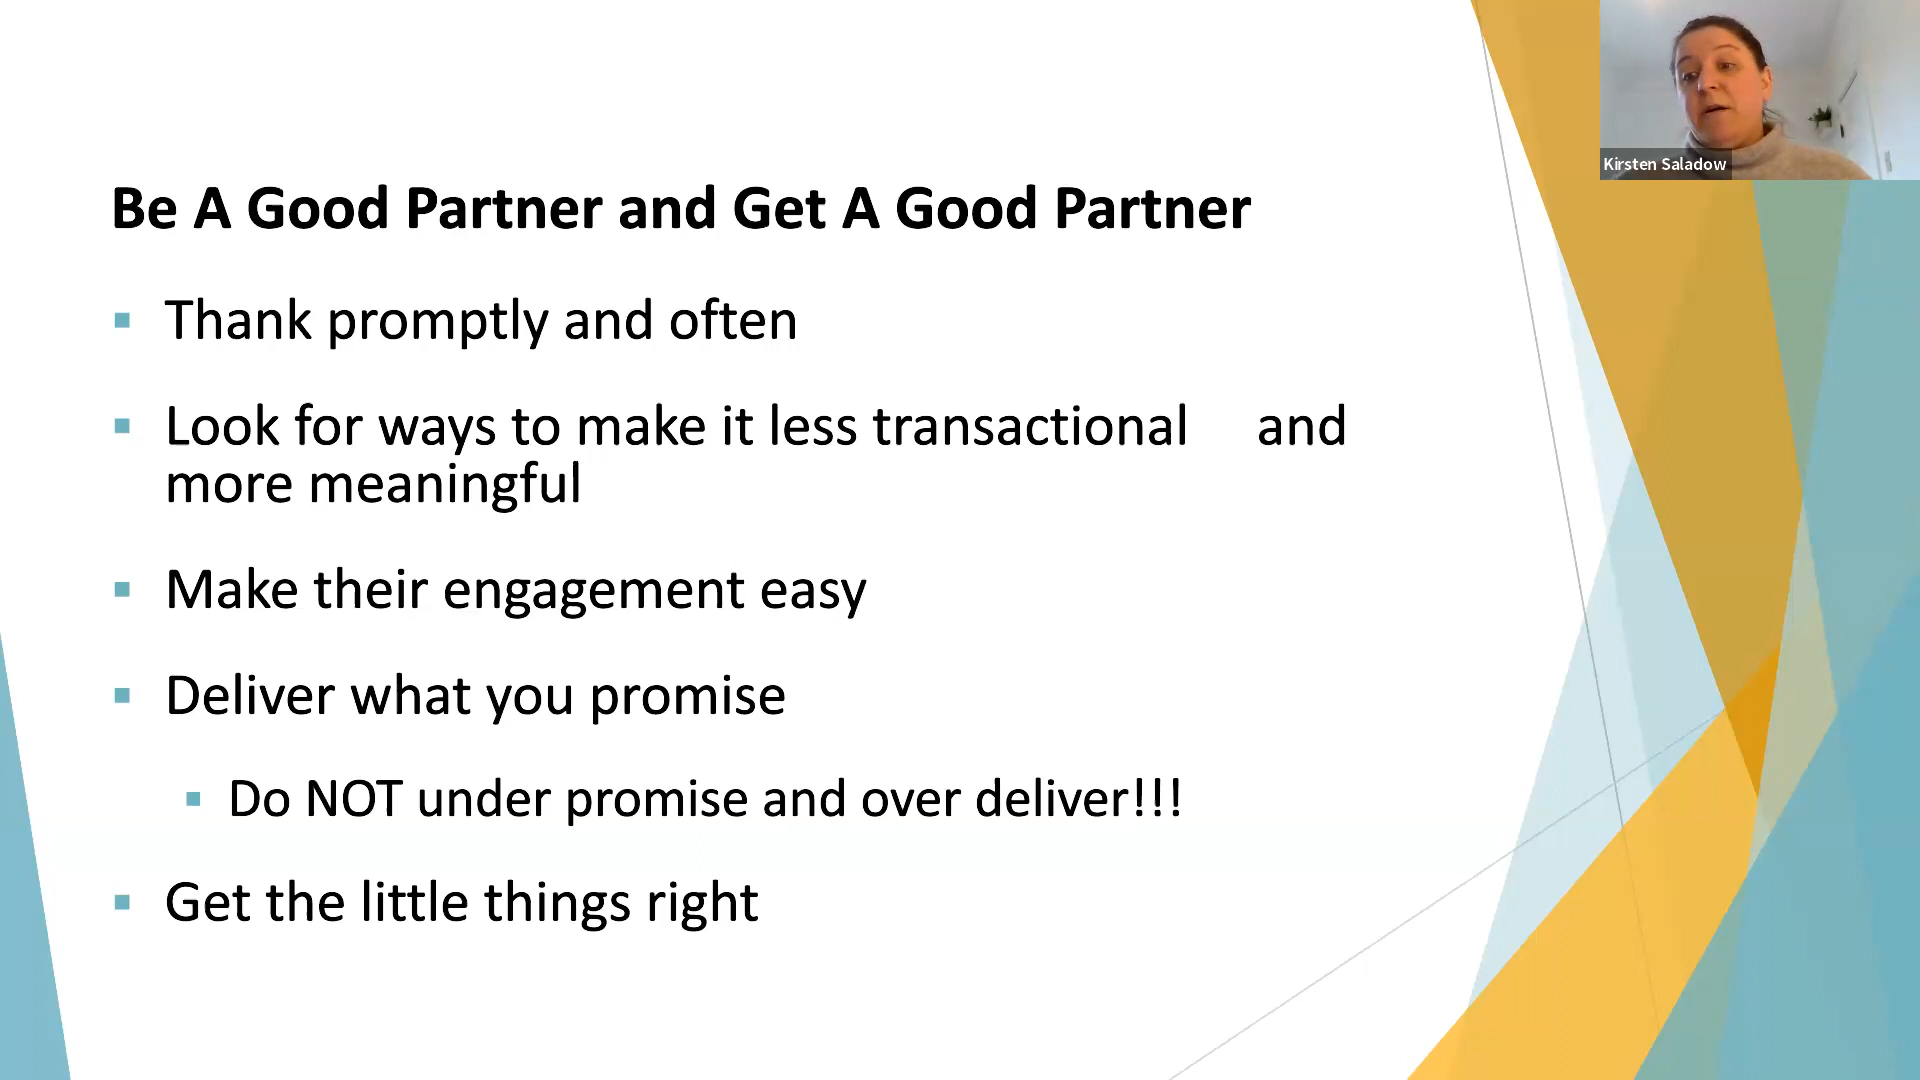 Kirsten Saladow
Be A Good Partner and Get A Good Partner
Thank promptly and often
Look for ways to make it less transactional and
more meaningful
Make their engagement easy
Deliver what you promise
Do NOT under promise and over deliver!!!
Get the little things right